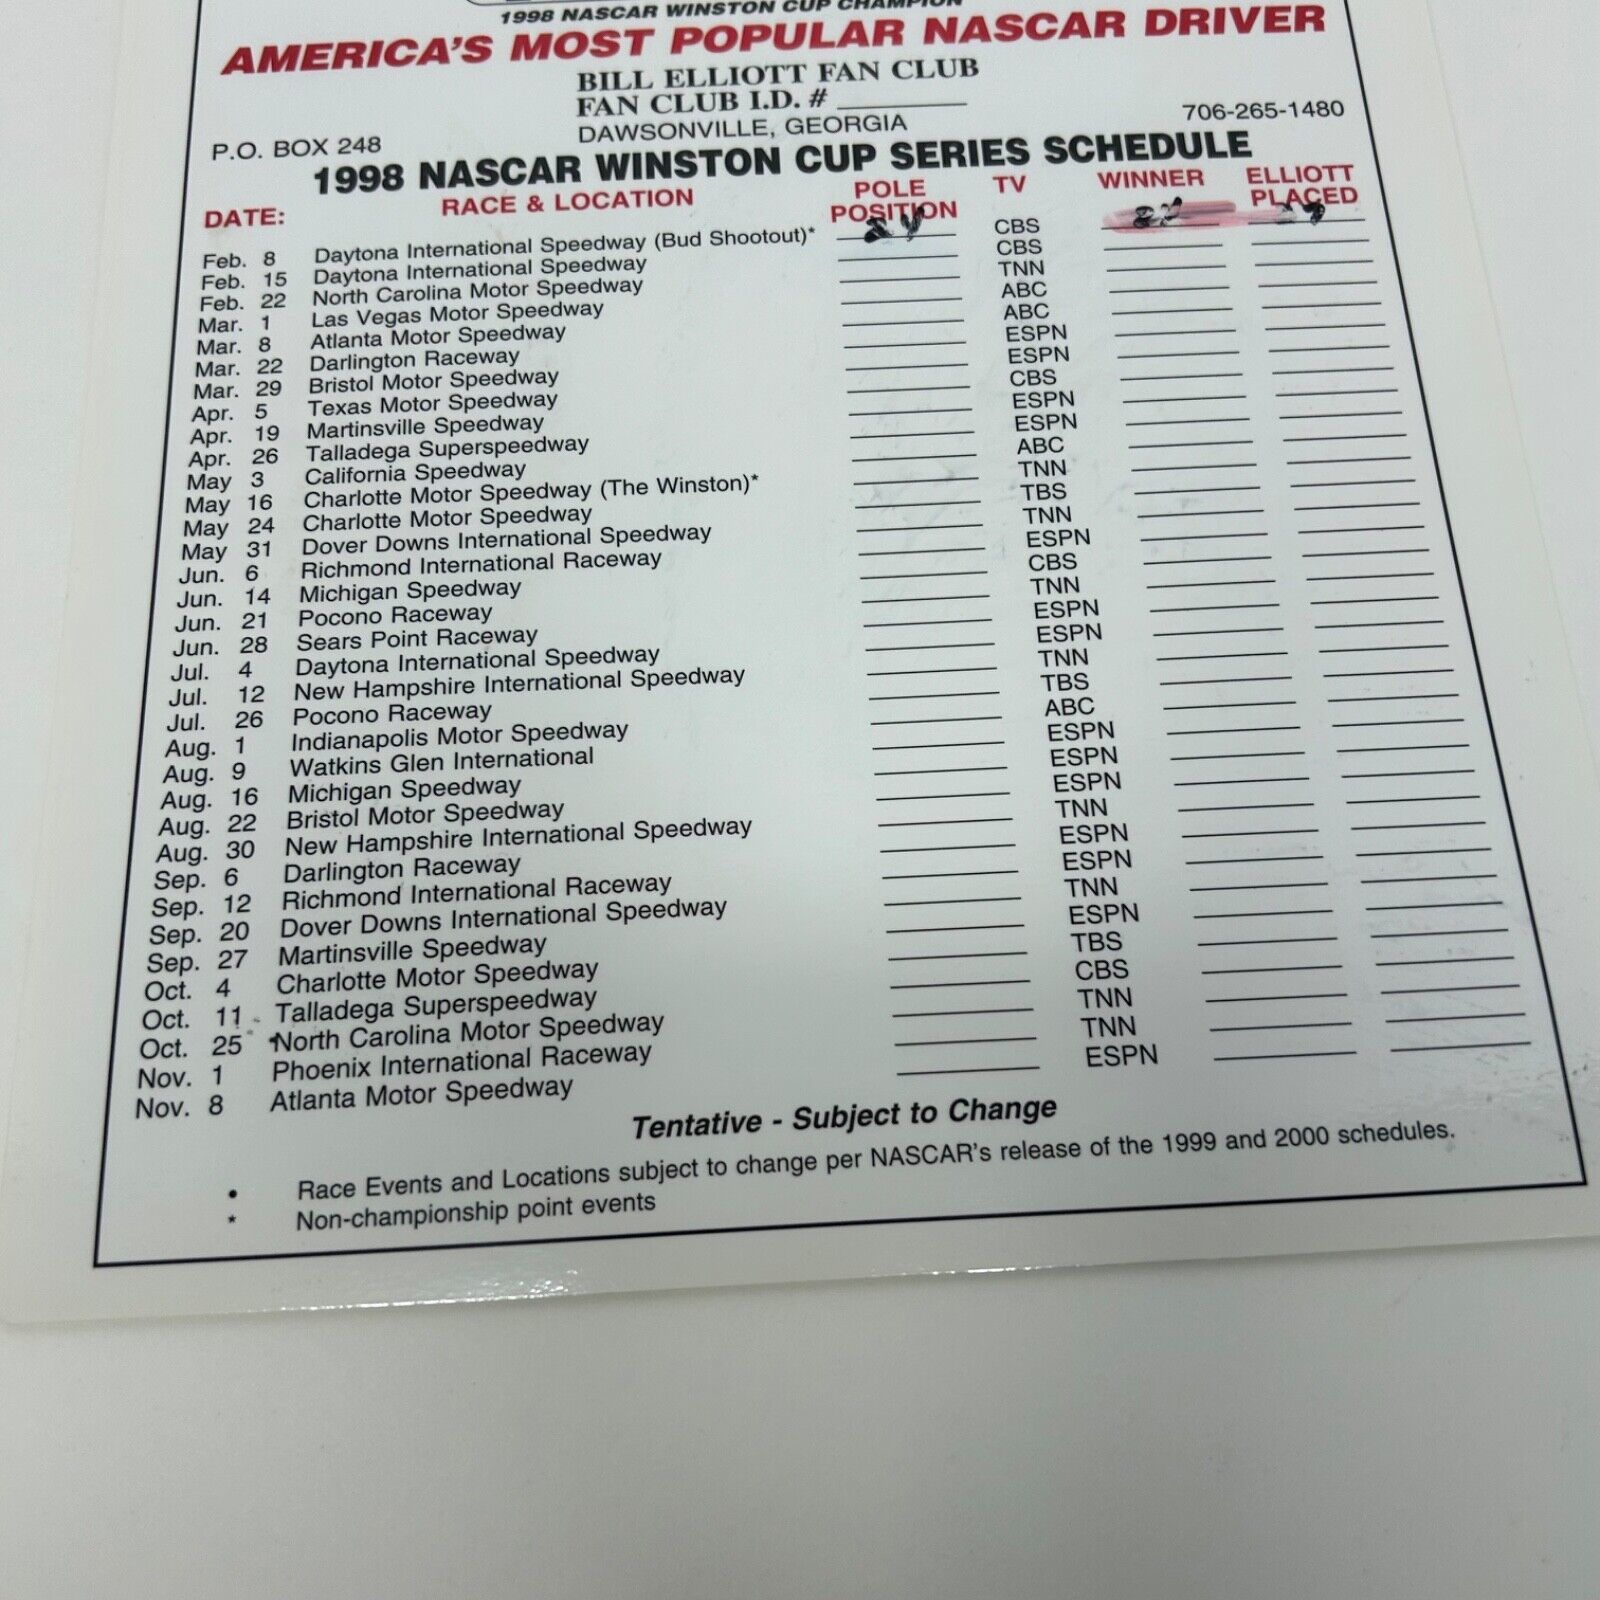 1998 NASCAR WINSTON CUP CHAMPION
AMERICA'S MOST POPULAR NASCAR DRIVER
BILL ELLIOTT FAN CLUB
FAN CLUB I.D. #
P.O. BOX 248 DAWSONVILLE, GEORGIA 706-265-1480
1998 NASCAR WINSTON CUP SERIES SCHEDULE
DATE: RACE & LOCATION POLE POSITION TV WINNER ELLIOTT PLACED
Feb. 8 Daytona International Speedway (Bud Shootout)* CBS
Feb. 15 Daytona International Speedway CBS
Feb. 22 North Carolina Motor Speedway TNN
Mar. 1 Las Vegas Motor Speedway ABC
Mar. 8 Atlanta Motor Speedway ABC
Mar. 22 Darlington Raceway ESPN
Mar. 29 Bristol Motor Speedway ESPN
Apr. 5 Texas Motor Speedway CBS
Apr. 19 Martinsville Speedway ESPN
Apr. 26 Talladega Superspeedway ESPN
May 3 California Speedway ABC
May 16 Charlotte Motor Speedway (The Winston)* TNN
May 24 Charlotte Motor Speedway TBS
May 31 Dover Downs International Speedway TNN
Jun. 6 Richmond International Raceway ESPN
Jun. 14 Michigan Speedway CBS
Jun. 21 Pocono Raceway TNN
Jun. 28 Sears Point Raceway ESPN
Jul. 4 Daytona International Speedway ESPN
Jul. 12 New Hampshire International Speedway TNN
Jul. 26 Pocono Raceway TBS
Aug. 1 Indianapolis Motor Speedway ABC
Aug. 9 Watkins Glen International ESPN
Aug. 16 Michigan Speedway ESPN
Aug. 22 Bristol Motor Speedway ESPN
Aug. 30 New Hampshire International Speedway TNN
Sep. 6 Darlington Raceway ESPN
Sep. 12 Richmond International Raceway ESPN
Sep. 20 Dover Downs International Speedway TNN
Sep. 27 Martinsville Speedway ESPN
Oct. 4 Charlotte Motor Speedway TBS
Oct. 11 Talladega Superspeedway CBS
Oct. 25 North Carolina Motor Speedway TNN
Nov. 1 Phoenix International Raceway TNN
Nov. 8 Atlanta Motor Speedway ESPN
Tentative - Subject to Change
• Race Events and Locations subject to change per NASCAR's release of the 1999 and 2000 schedules.
* Non-championship point events